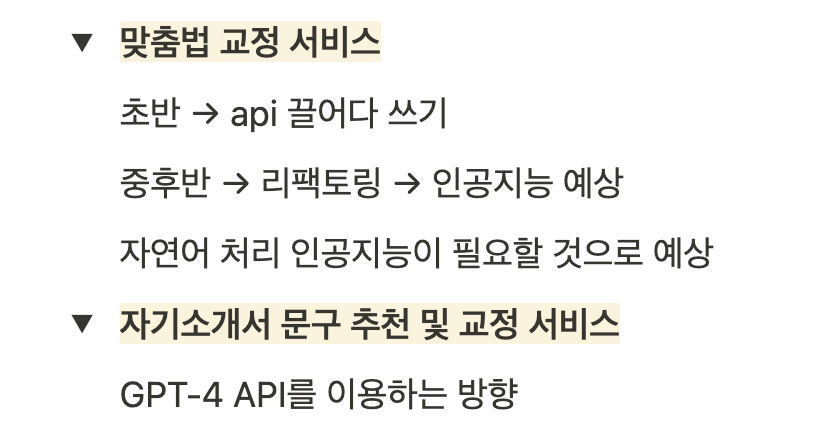 맞춤법 교정 서비스
초반 → api 끌어다 쓰기
중후반 → 리팩토링 → 인공지능 예상
자연어 처리 인공지능이 필요할 것으로 예상
자기소개서 문구 추천 및 교정 서비스
GPT-4 API를 이용하는 방향